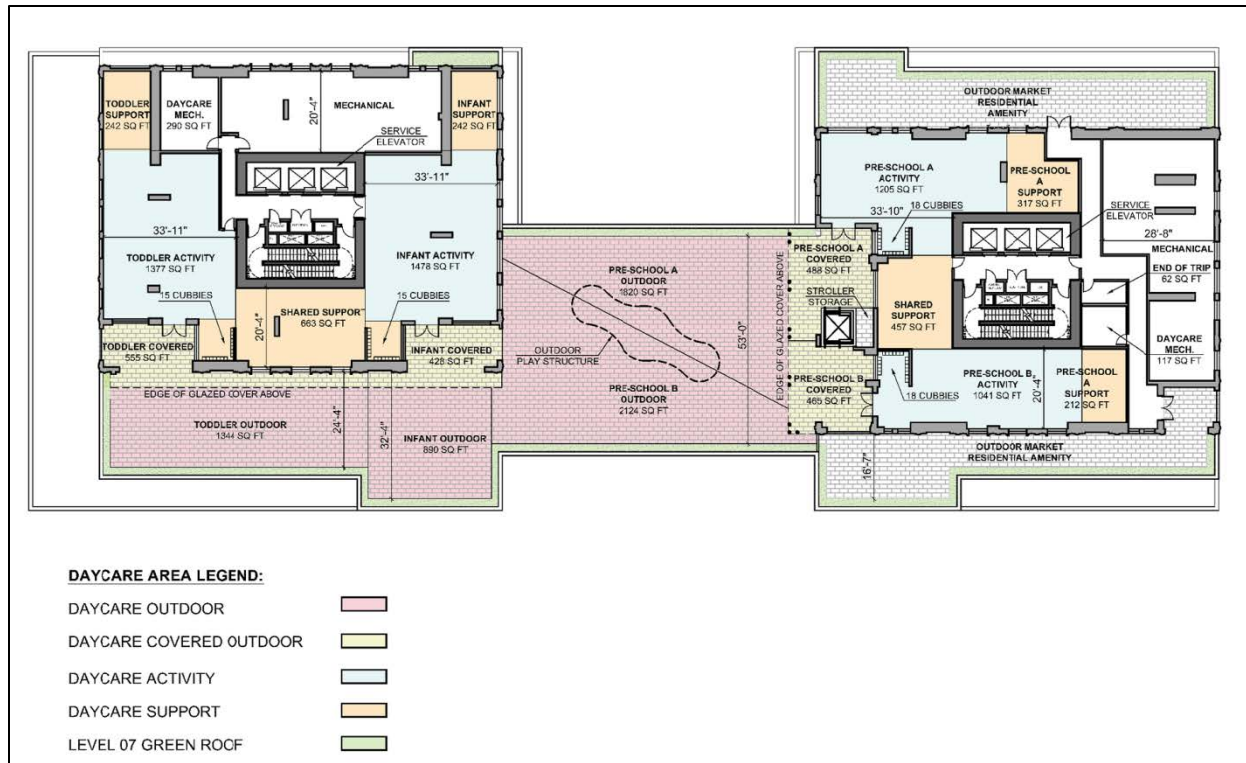 TODDLER
SUPPORT
242 SQ FT
DAYCARE
MECH.
290 SQ FT
MECHANICAL
20'-4"
INFANT
SUPPORT
242 SQ FT
SERVICE
ELEVATOR
33'-11"
33'-11"
TODDLER ACTIVITY
1377 SQ FT
INFANT ACTIVITY
1478 SQ FT
15 CUBBIES
15 CUBBIES
SHARED SUPPORT
663 SQ FT
20'-4"
TODDLER COVERED
555 SQ FT
INFANT COVERED
428 SQ FT
EDGE OF GLAZED COVER ABOVE
TODDLER OUTDOOR
1344 SQ FT
24'-4"
32'-4"
INFANT OUTDOOR
890 SQ FT
PRE-SCHOOL A
OUTDOOR
1820 SQ FT
OUTDOOR
PLAY STRUCTURE
PRE-SCHOOL B
OUTDOOR
2124 SQ FT
53'-0"
EDGE OF GLAZED COVER ABOVE
OUTDOOR MARKET
RESIDENTIAL
AMENITY
PRE-SCHOOL A
ACTIVITY
1205 SQ FT
PRE-SCHOOL
A
SUPPORT
317 SQ FT
33'-10"
18 CUBBIES
SERVICE
ELEVATOR
28'-8"
MECHANICAL
PRE-SCHOOL A
COVERED
488 SQ FT
STROLLER
STORAGE
SHARED
SUPPORT
457 SQ FT
END OF TRIP
62 SQ FT
DAYCARE
MECH.
117 SQ FT
PRE-SCHOOL B
COVERED
465 SQ FT
18 CUBBIES
PRE-SCHOOL B
ACTIVITY
1041 SQ FT
20'-4"
PRE-SCHOOL
A
SUPPORT
212 SQ FT
16'-7"
OUTDOOR MARKET
RESIDENTIAL AMENITY
DAYCARE AREA LEGEND:
DAYCARE OUTDOOR
DAYCARE COVERED OUTDOOR
DAYCARE ACTIVITY
DAYCARE SUPPORT
LEVEL 07 GREEN ROOF